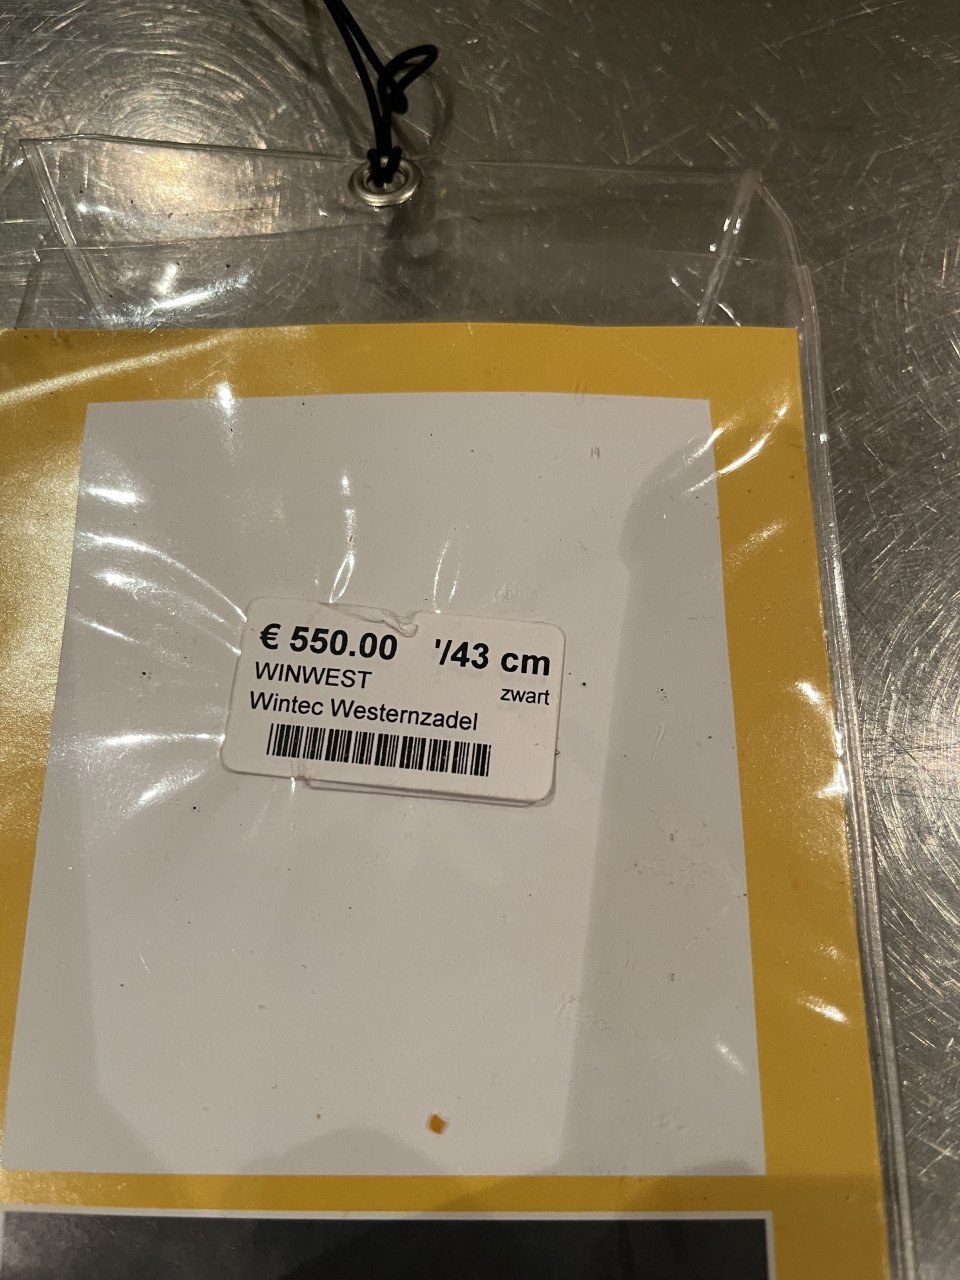 € 550.00 '/43 cm
WINWEST zwart
Wintec Westernzadel